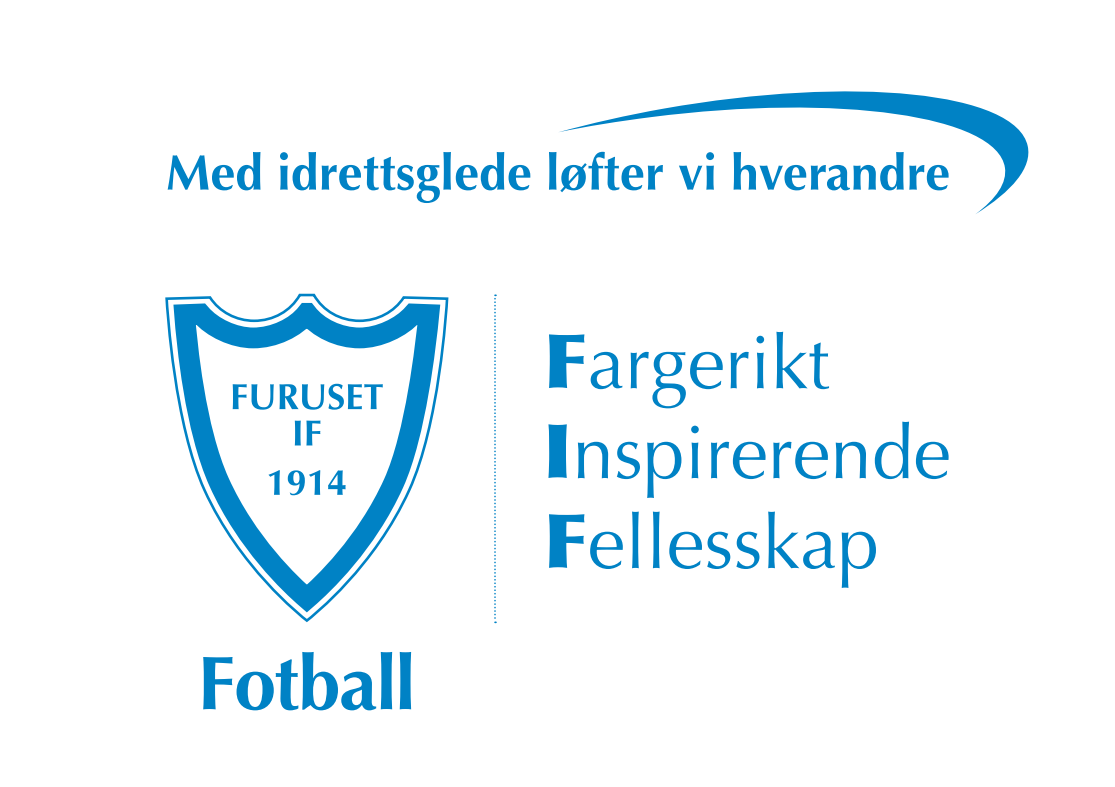 Med idrettsglede løfter vi hverandre
FURUSET
IF
1914
Fotball
Fargerikt
Inspirerende
Fellesskap